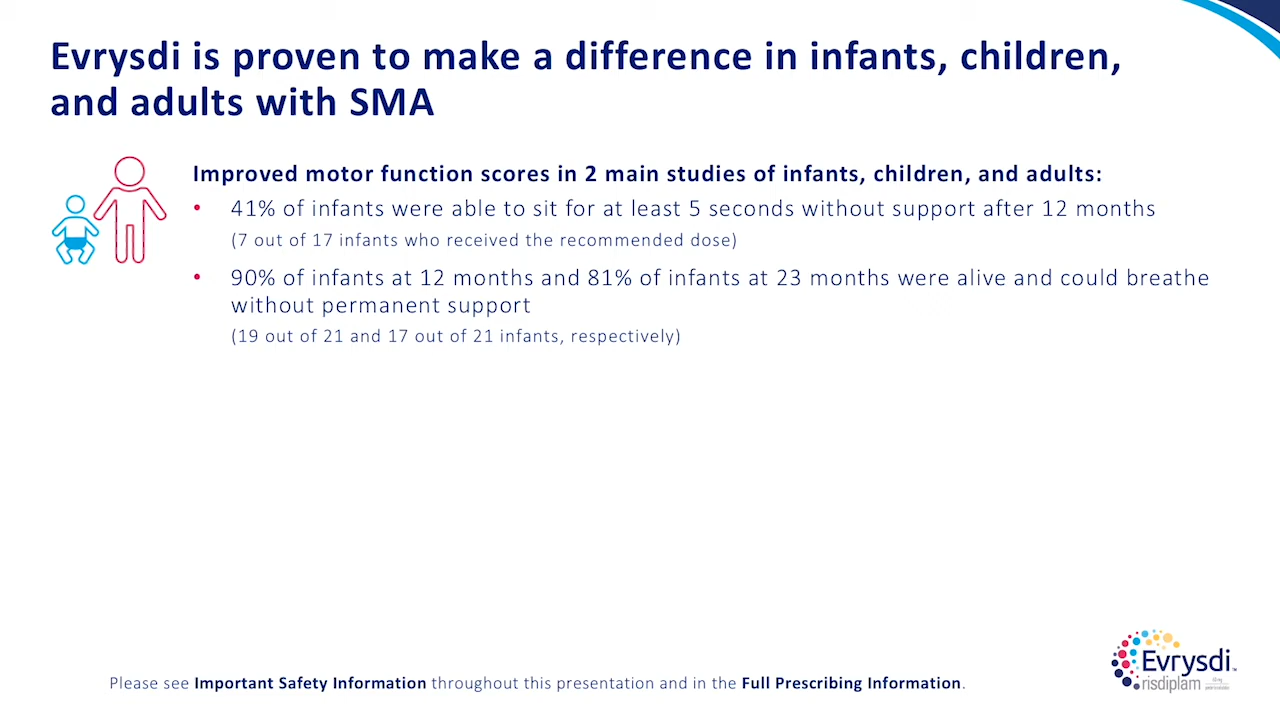 Evrysdi is proven to make a difference in infants, children,
and adults with SMA
Improved motor function scores in 2 main studies of infants, children, and adults:
• 41% of infants were able to sit for at least 5 seconds without support after 12 months
(7 out of 17 infants who received the recommended dose)
• 90% of infants at 12 months and 81% of infants at 23 months were alive and could breathe
without permanent support
(19 out of 21 and 17 out of 21 infants, respectively)
Evrysdi™
risdiplam
Please see Important Safety Information throughout this presentation and in the Full Prescribing Information.